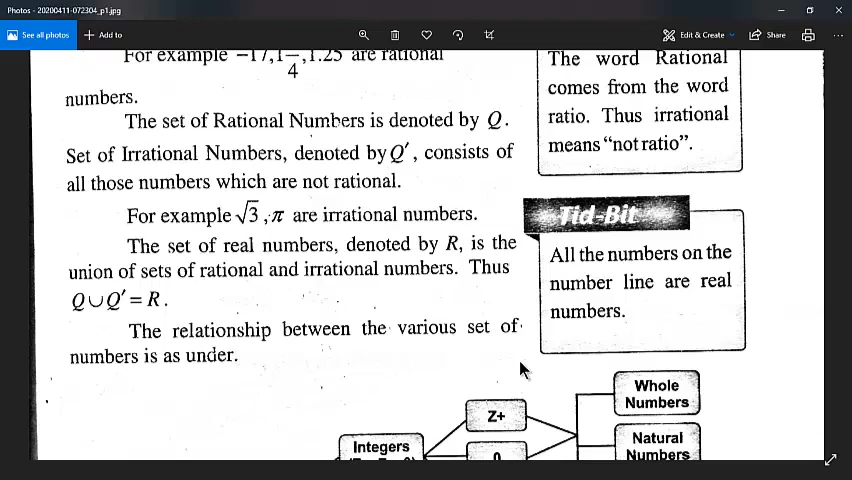 Photos - 20200411-072304_p1.jpg
See all photos
Add to
Edit & Create
Share
For example −17,1 1/4,1.25 are rational
numbers.
The set of Rational Numbers is denoted by Q.
Set of Irrational Numbers, denoted by Q′, consists of
all those numbers which are not rational.
For example √3, π are irrational numbers.
The set of real numbers, denoted by R, is the
union of sets of rational and irrational numbers. Thus
Q∪Q′ = R.
The relationship between the various set of
numbers is as under.
The word Rational
comes from the word
ratio. Thus irrational
means “not ratio”.
Tid-Bit
All the numbers on the
number line are real
numbers.
Integers
Z+
0
Whole
Numbers
Natural
Numbers